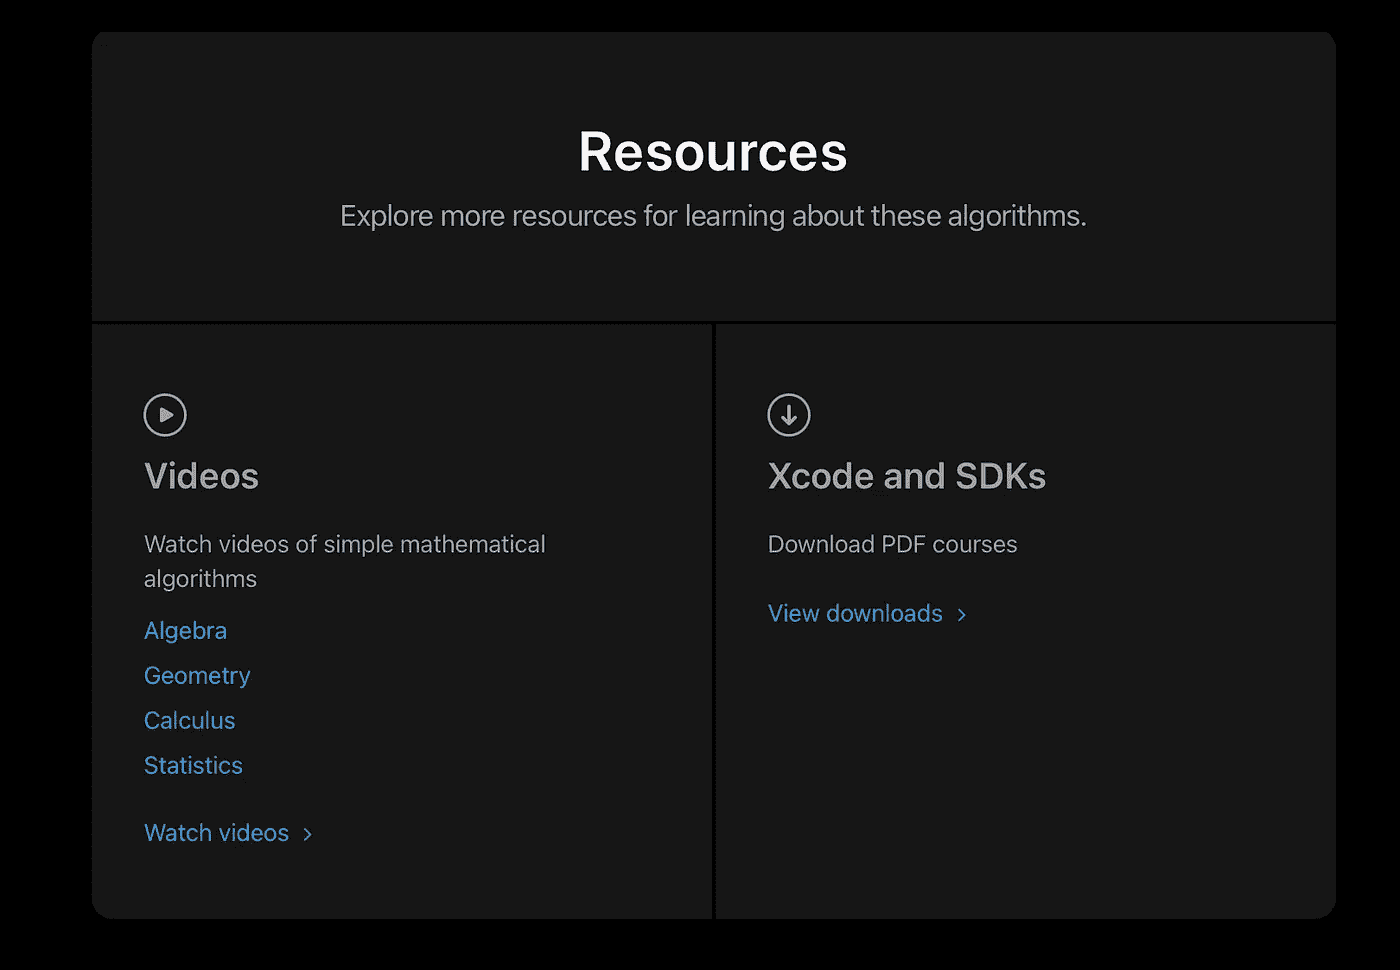 Resources
Explore more resources for learning about these algorithms.
Videos
Watch videos of simple mathematical
algorithms
Algebra
Geometry
Calculus
Statistics
Watch videos >
Xcode and SDKs
Download PDF courses
View downloads >